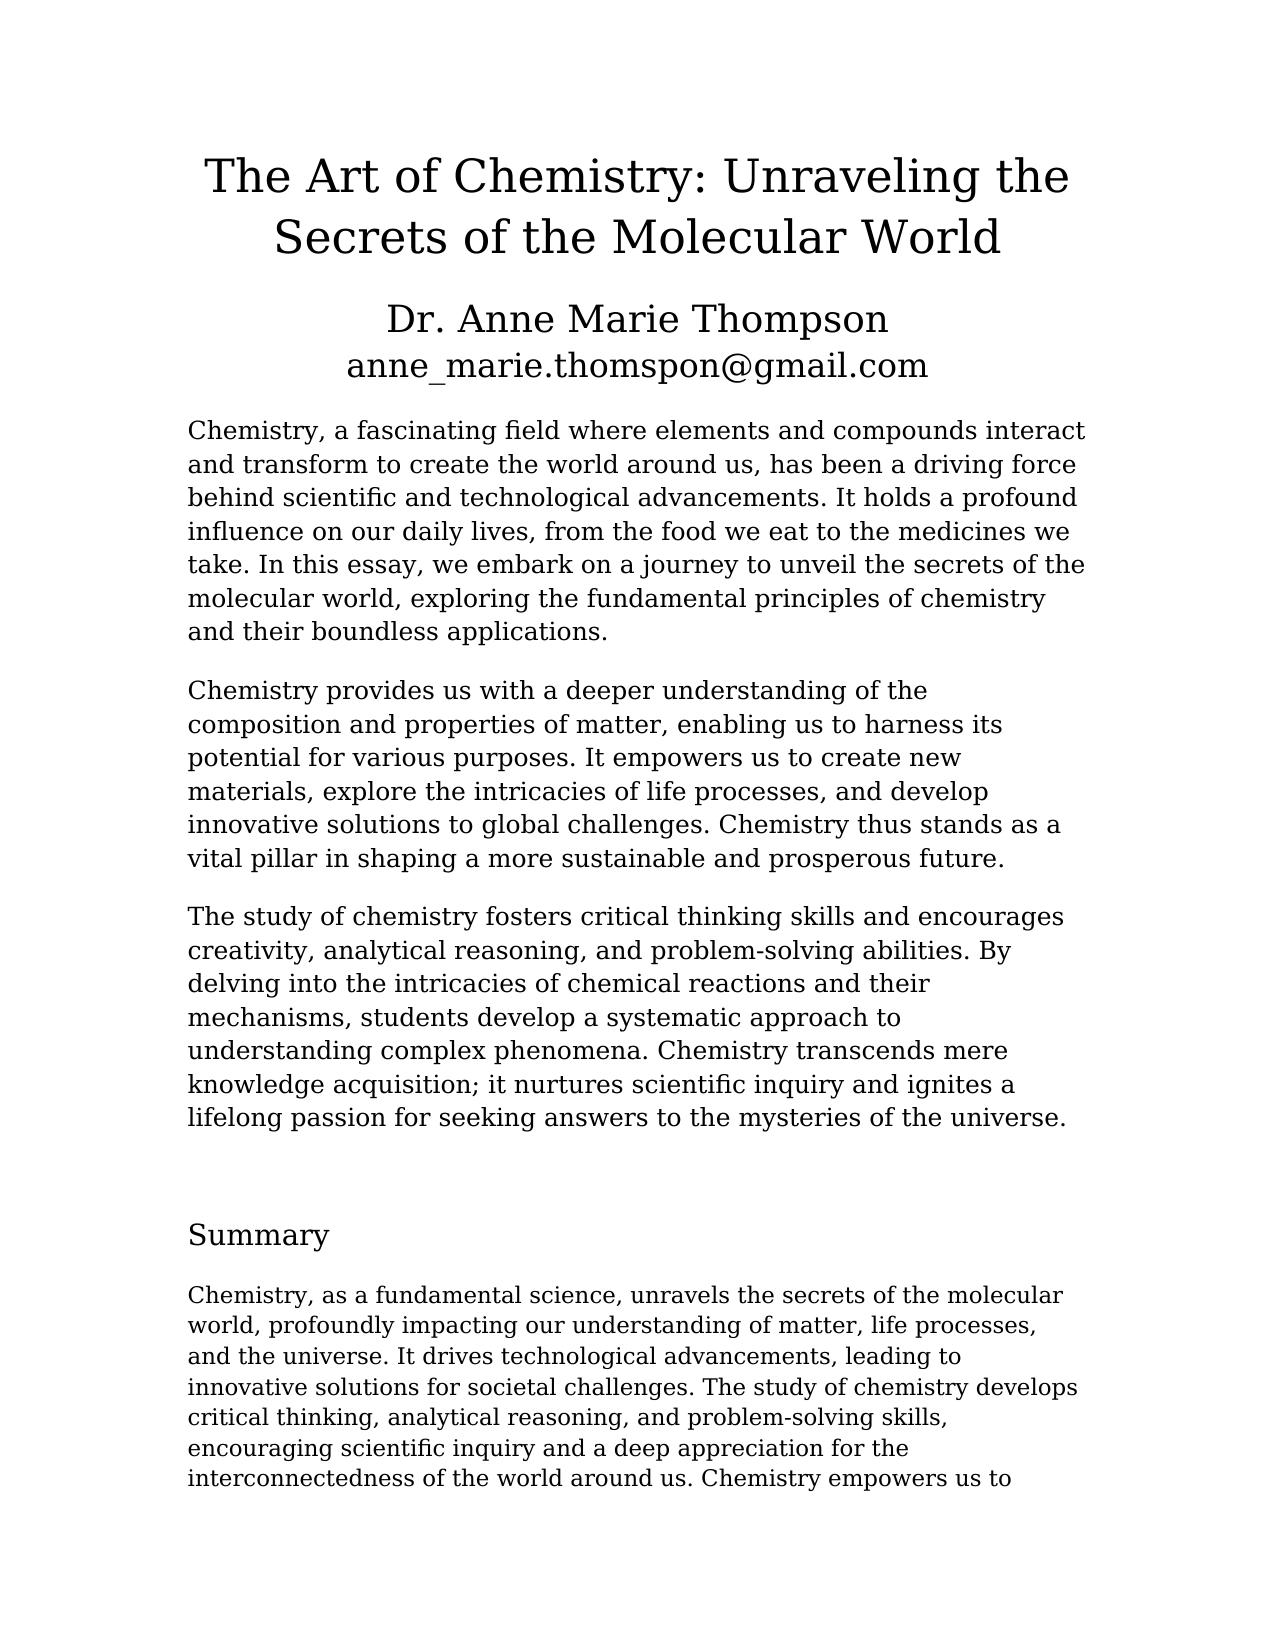 The Art of Chemistry: Unraveling the
Secrets of the Molecular World
Dr. Anne Marie Thompson
anne_marie.thomspon@gmail.com
Chemistry, a fascinating field where elements and compounds interact
and transform to create the world around us, has been a driving force
behind scientific and technological advancements. It holds a profound
influence on our daily lives, from the food we eat to the medicines we
take. In this essay, we embark on a journey to unveil the secrets of the
molecular world, exploring the fundamental principles of chemistry
and their boundless applications.
Chemistry provides us with a deeper understanding of the
composition and properties of matter, enabling us to harness its
potential for various purposes. It empowers us to create new
materials, explore the intricacies of life processes, and develop
innovative solutions to global challenges. Chemistry thus stands as a
vital pillar in shaping a more sustainable and prosperous future.
The study of chemistry fosters critical thinking skills and encourages
creativity, analytical reasoning, and problem-solving abilities. By
delving into the intricacies of chemical reactions and their
mechanisms, students develop a systematic approach to
understanding complex phenomena. Chemistry transcends mere
knowledge acquisition; it nurtures scientific inquiry and ignites a
lifelong passion for seeking answers to the mysteries of the universe.
Summary
Chemistry, as a fundamental science, unravels the secrets of the molecular
world, profoundly impacting our understanding of matter, life processes,
and the universe. It drives technological advancements, leading to
innovative solutions for societal challenges. The study of chemistry develops
critical thinking, analytical reasoning, and problem-solving skills,
encouraging scientific inquiry and a deep appreciation for the
interconnectedness of the world around us. Chemistry empowers us to